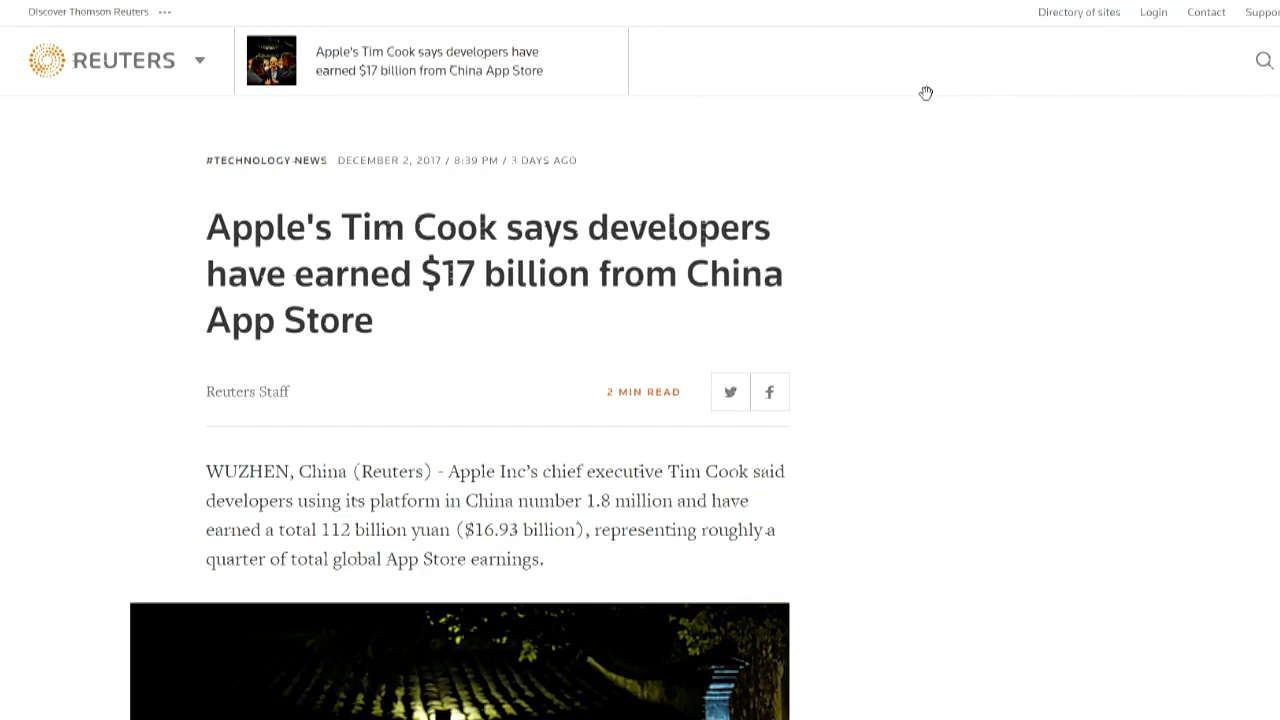 Discover Thomson Reuters
Directory of sites Login Contact Suppor
REUTERS
Apple's Tim Cook says developers have
earned $17 billion from China App Store
#TECHNOLOGY NEWS DECEMBER 2, 2017 / 8:39 PM / 3 DAYS AGO
Apple's Tim Cook says developers
have earned $17 billion from China
App Store
Reuters Staff
2 MIN READ
WUZHEN, China (Reuters) - Apple Inc’s chief executive Tim Cook said
developers using its platform in China number 1.8 million and have
earned a total 112 billion yuan ($16.93 billion), representing roughly a
quarter of total global App Store earnings.